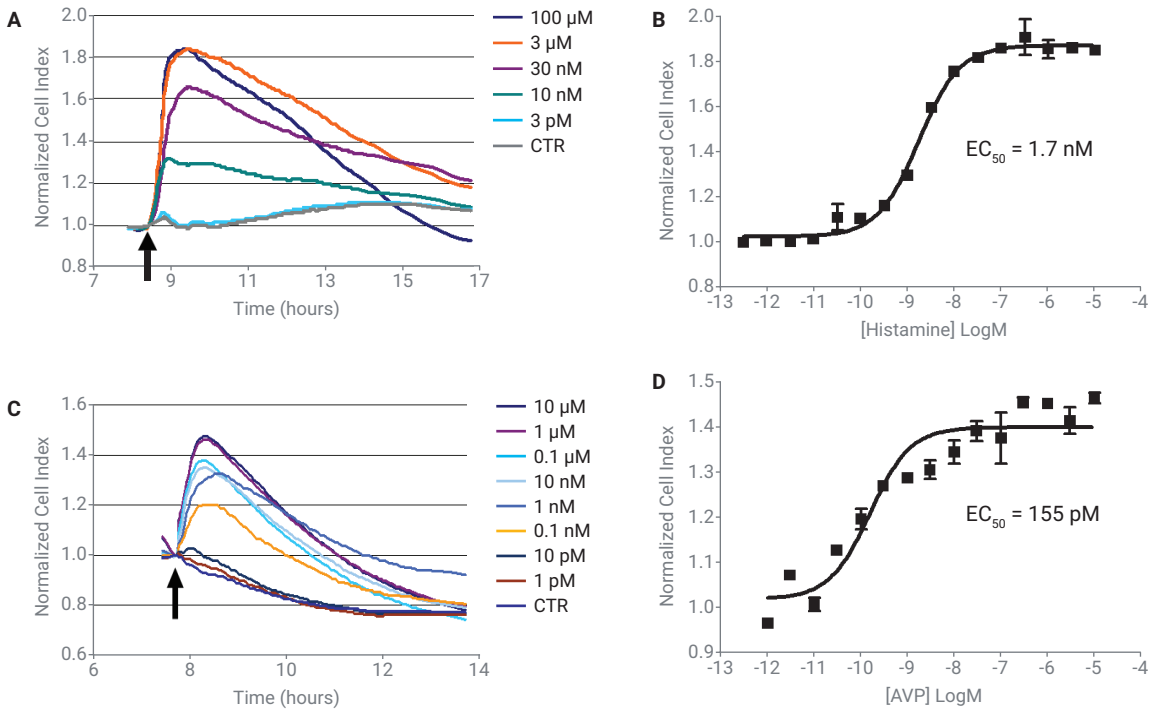 A
Normalized Cell Index
2.0
1.8
1.6
1.4
1.2
1.0
0.8
7 9 11 13 15 17
Time (hours)
100 μM
3 μM
30 nM
10 nM
3 pM
CTR
B
Normalized Cell Index
2.0
1.8
1.6
1.4
1.2
1.0
0.8
-13 -12 -11 -10 -9 -8 -7 -6 -5 -4
[Histamine] LogM
EC₅₀ = 1.7 nM
C
Normalized Cell Index
1.6
1.4
1.2
1.0
0.8
0.6
6 8 10 12 14
Time (hours)
10 μM
1 μM
0.1 μM
10 nM
1 nM
0.1 nM
10 pM
1 pM
CTR
D
Normalized Cell Index
1.5
1.4
1.3
1.2
1.1
1.0
0.9
-13 -12 -11 -10 -9 -8 -7 -6 -5 -4
[AVP] LogM
EC₅₀ = 155 pM